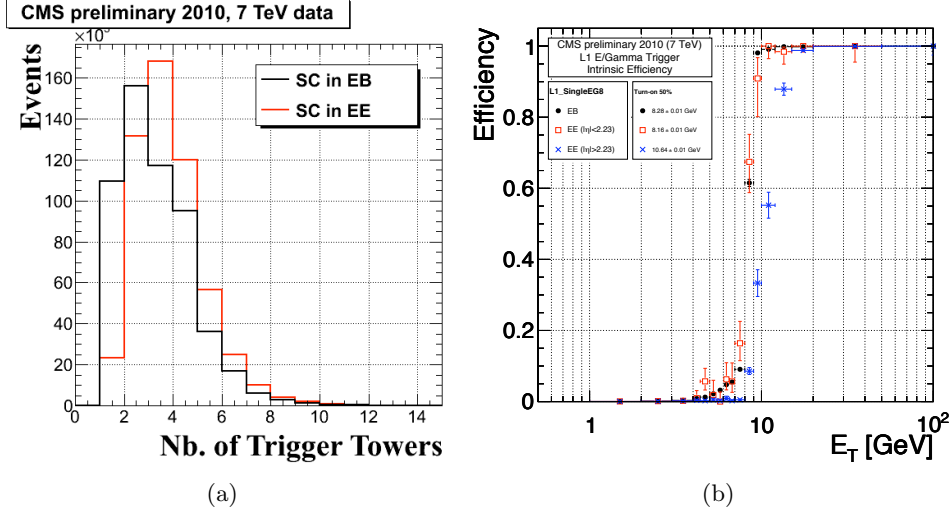 CMS preliminary 2010, 7 TeV data
×10³
Events
160
140
120
100
80
60
40
20
0
SC in EB
SC in EE
0 2 4 6 8 10 12 14
Nb. of Trigger Towers
(a)
Efficiency
1
0.8
0.6
0.4
0.2
0
CMS preliminary 2010 (7 TeV)
L1 E/Gamma Trigger
Intrinsic Efficiency
L1_SingleEG8
EB
EE (|η|<2.23)
EE (|η|>2.23)
Turn-on 50%
8.28 ± 0.01 GeV
8.16 ± 0.01 GeV
10.64 ± 0.01 GeV
1 10 10²
E_T [GeV]
(b)